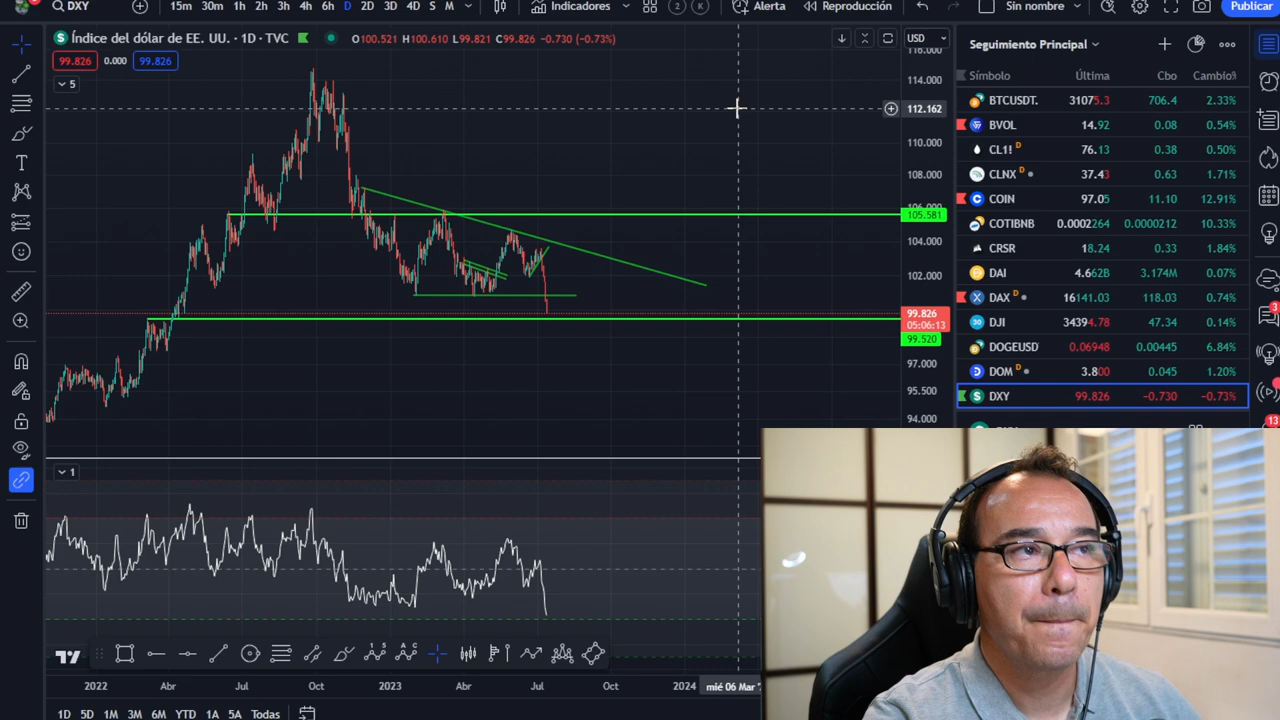 DXY
15m 30m 1h 2h 3h 4h 6h D 2D 3D 4D S M
Indicadores
2 K
Alerta
Reproducción
Sin nombre
Publicar
Índice del dólar de EE. UU. · 1D · TVC
O100.521 H100.610 L99.821 C99.826 -0.730 (-0.73%)
99.826 0.000 99.826
5
USD
116.000
114.000
112.162
110.000
108.000
106.000
105.581
104.000
102.000
99.826
05:06:13
99.520
97.000
95.500
94.000
1
2022 Abr Jul Oct 2023 Abr Jul Oct 2024 mié 06 Mar
1D 5D 1M 3M 6M YTD 1A 5A Todas
Seguimiento Principal
Símbolo Última Cbo Cambio%
BTCUSDT. 31075.3 706.4 2.33%
BVOL 14.92 0.08 0.54%
CL1! D 76.13 0.38 0.50%
CLNX D 37.43 0.63 1.71%
COIN 97.05 11.10 12.91%
COTIBNB 0.0002264 0.0000212 10.33%
CRSR 18.24 0.33 1.84%
DAI 4.662B 3.174M 0.07%
DAX D 16141.03 118.03 0.74%
DJI 34394.78 47.34 0.14%
DOGEUSD 0.06948 0.00445 6.84%
DOM D 3.800 0.045 1.20%
DXY 99.826 -0.730 -0.73%
3
13